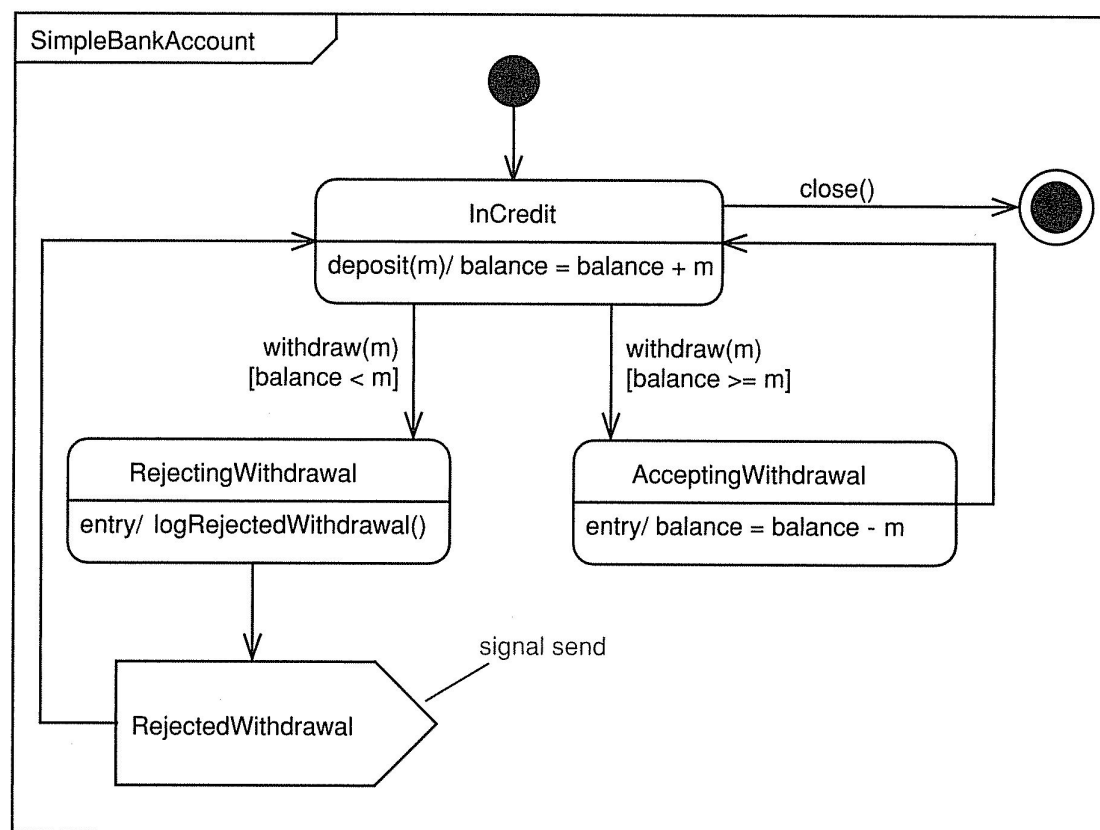 SimpleBankAccount
close()
InCredit
deposit(m)/ balance = balance + m
withdraw(m)
[balance < m]
withdraw(m)
[balance >= m]
RejectingWithdrawal
entry/ logRejectedWithdrawal()
AcceptingWithdrawal
entry/ balance = balance - m
signal send
RejectedWithdrawal